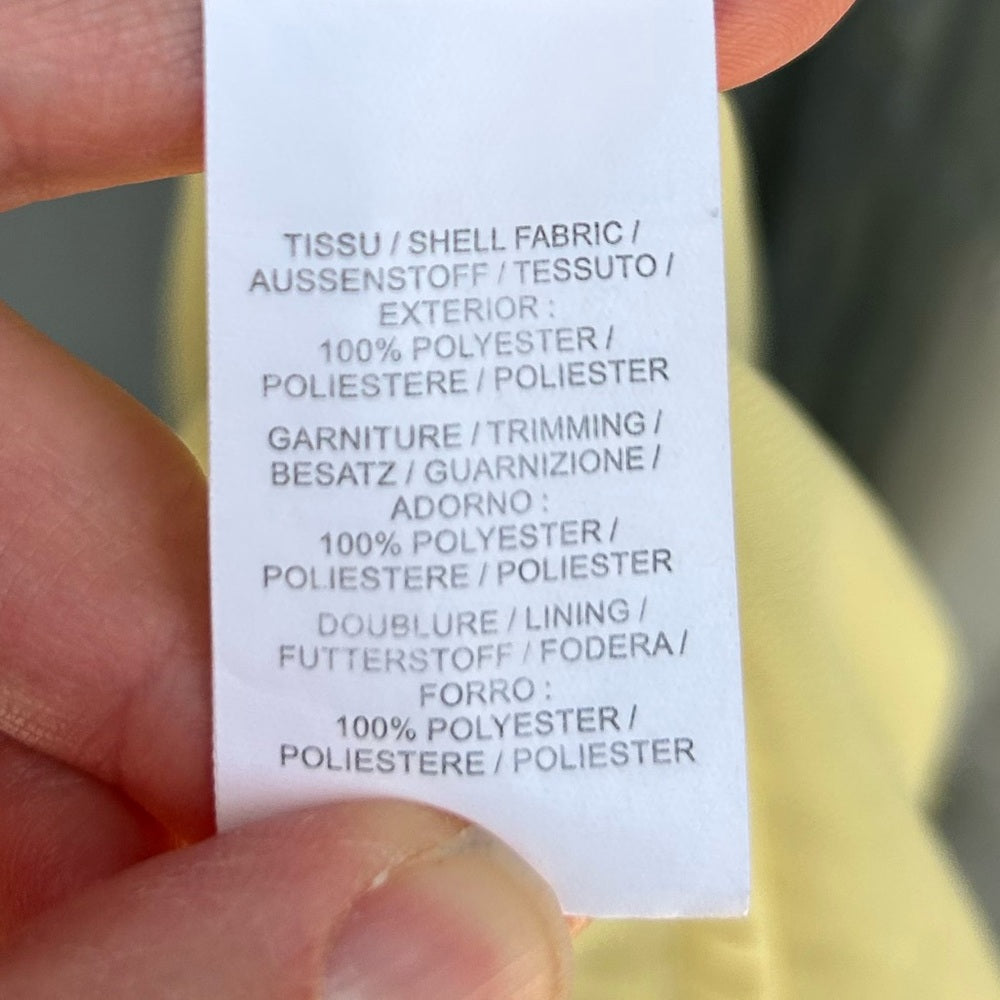 TISSU / SHELL FABRIC /
AUSSENSTOFF / TESSUTO /
EXTERIOR :
100% POLYESTER /
POLIESTERE / POLIESTER
GARNITURE / TRIMMING /
BESATZ / GUARNIZIONE /
ADORNO :
100% POLYESTER /
POLIESTERE / POLIESTER
DOUBLURE / LINING /
FUTTERSTOFF / FODERA /
FORRO :
100% POLYESTER /
POLIESTERE / POLIESTER